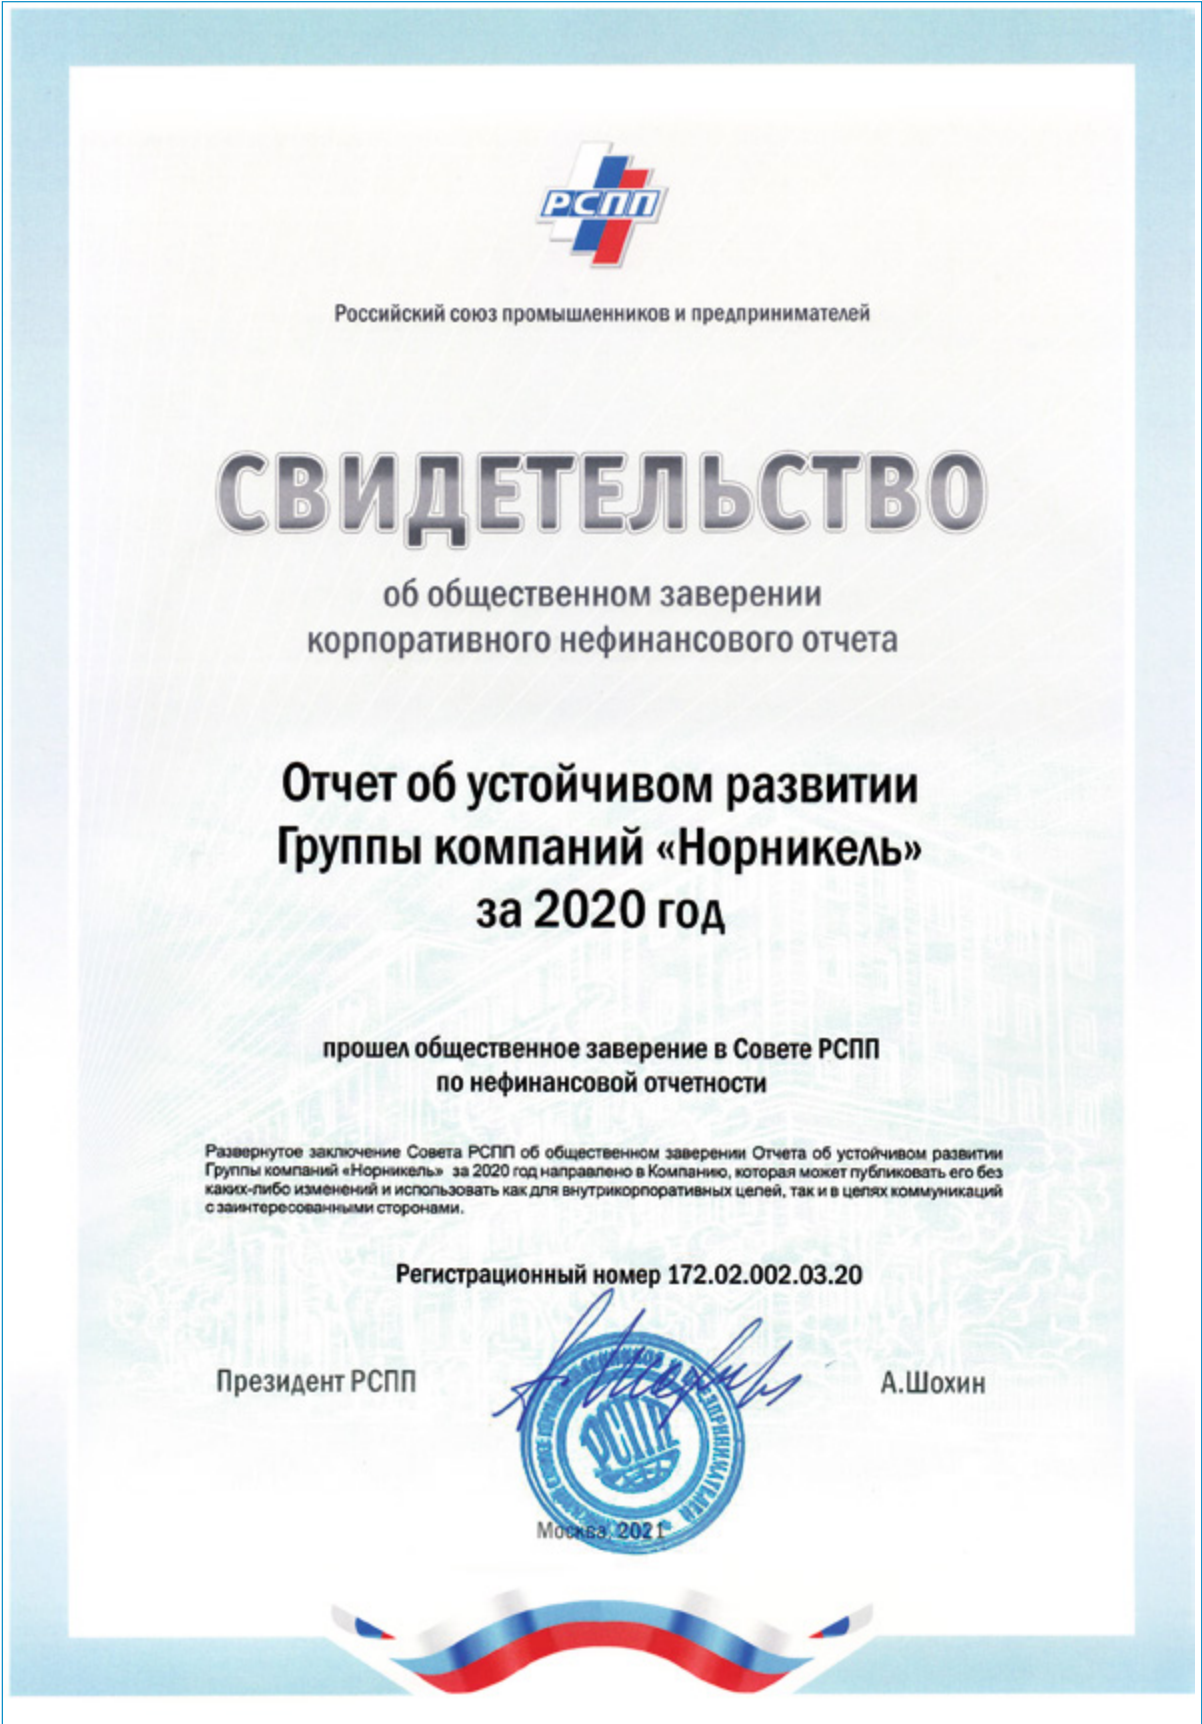 РСПП
Российский союз промышленников и предпринимателей
СВИДЕТЕЛЬСТВО
об общественном заверении
корпоративного нефинансового отчета
Отчет об устойчивом развитии
Группы компаний «Норникель»
за 2020 год
прошел общественное заверение в Совете РСПП
по нефинансовой отчетности
Развернутое заключение Совета РСПП об общественном заверении Отчета об устойчивом развитии
Группы компаний «Норникель» за 2020 год направлено в Компанию, которая может публиковать его без
каких-либо изменений и использовать как для внутрикорпоративных целей, так и в целях коммуникаций
с заинтересованными сторонами.
Регистрационный номер 172.02.002.03.20
Президент РСПП
А.Шохин
РСПП
Москва, 2021